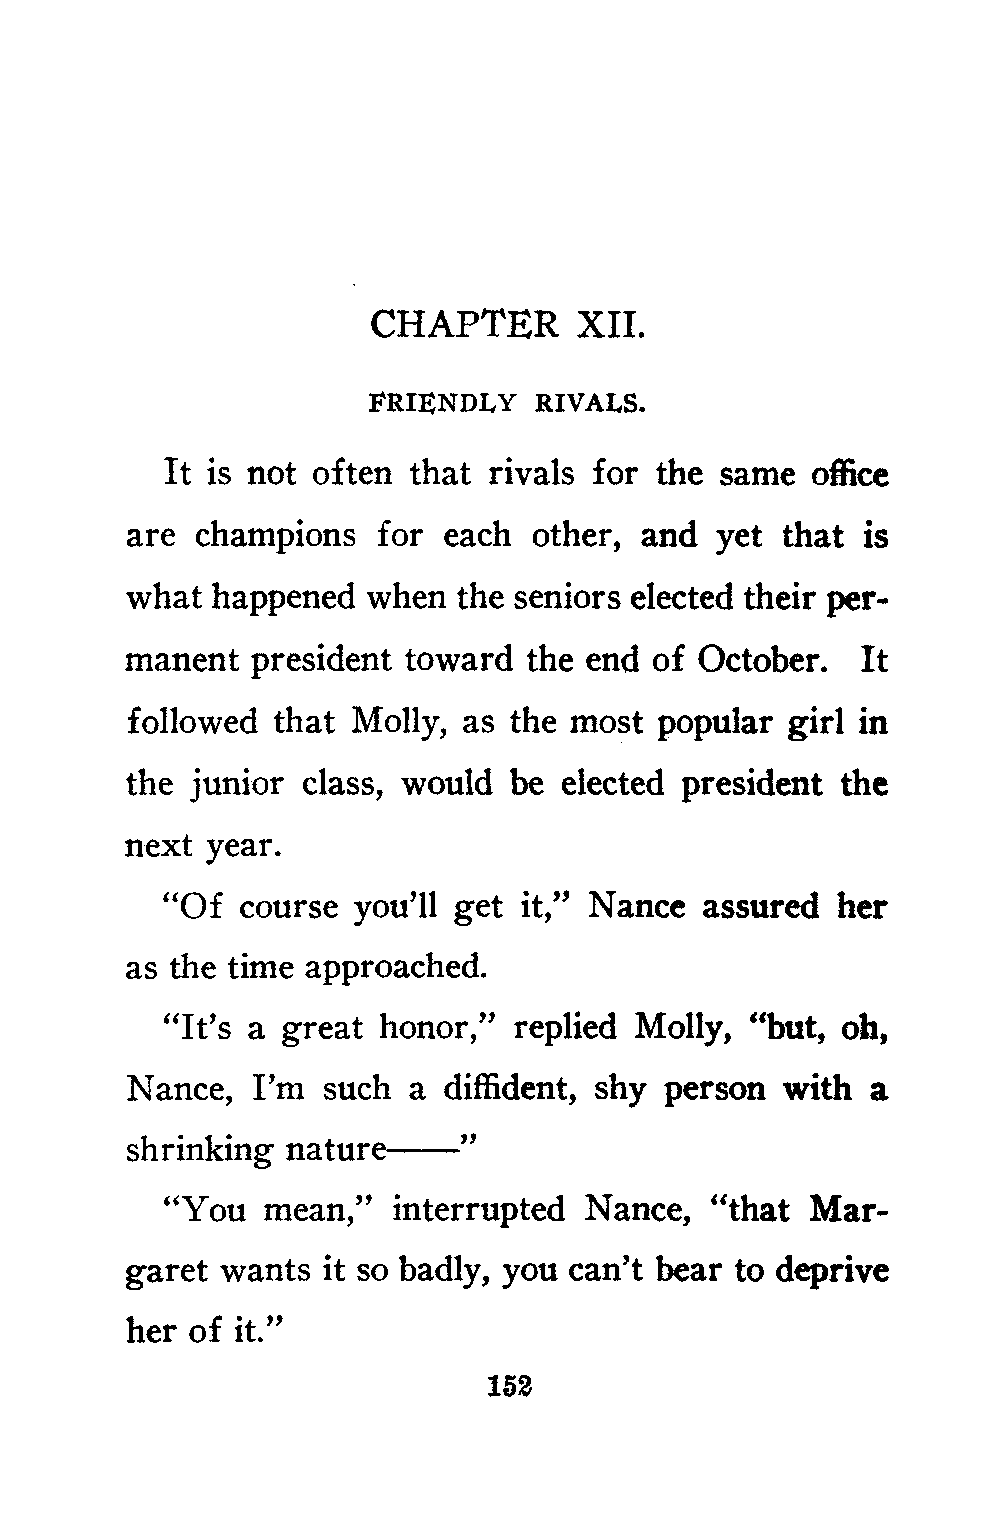 CHAPTER XII.
FRIENDLY RIVALS.
It is not often that rivals for the same office
are champions for each other, and yet that is
what happened when the seniors elected their per-
manent president toward the end of October. It
followed that Molly, as the most popular girl in
the junior class, would be elected president the
next year.
“Of course you’ll get it,” Nance assured her
as the time approached.
“It’s a great honor,” replied Molly, “but, oh,
Nance, I’m such a diffident, shy person with a
shrinking nature——”
“You mean,” interrupted Nance, “that Mar-
garet wants it so badly, you can’t bear to deprive
her of it.”
152